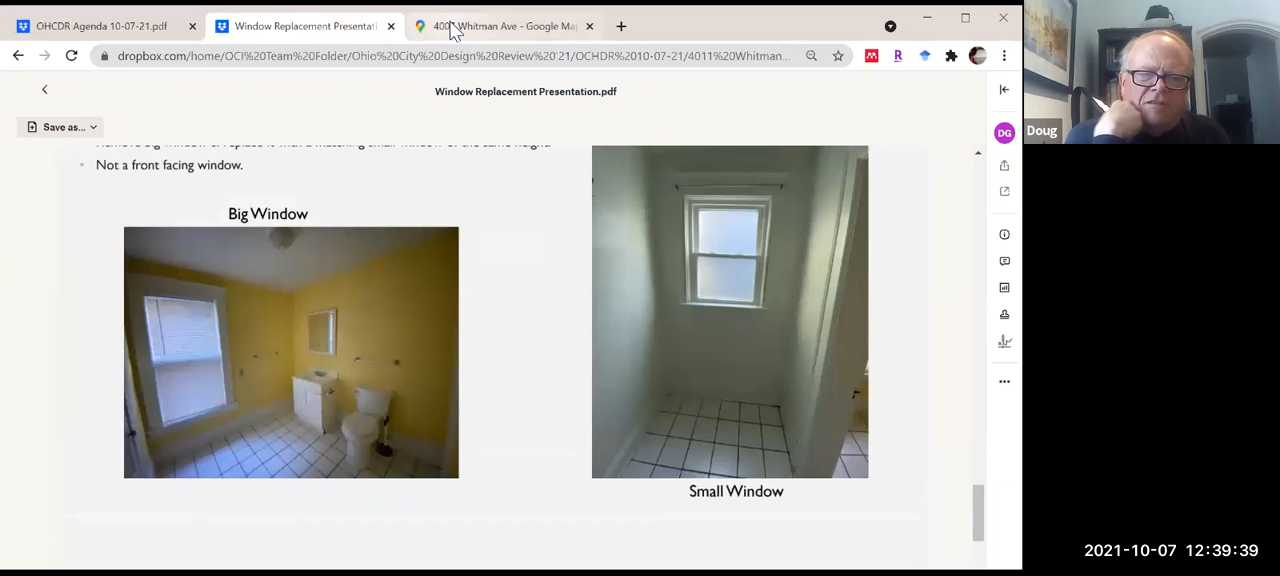 OHCDR Agenda 10-07-21.pdf
Window Replacement Presentati
400 Whitman Ave - Google Ma
dropbox.com/home/OCI%20Team%20Folder/Ohio%20City%20Design%20Review'21/OCHDR%2010-07-21/4011%20Whitman...
Window Replacement Presentation.pdf
Save as...
Not a front facing window.
Big Window
Small Window
DG
Doug
2021-10-07 12:39:39